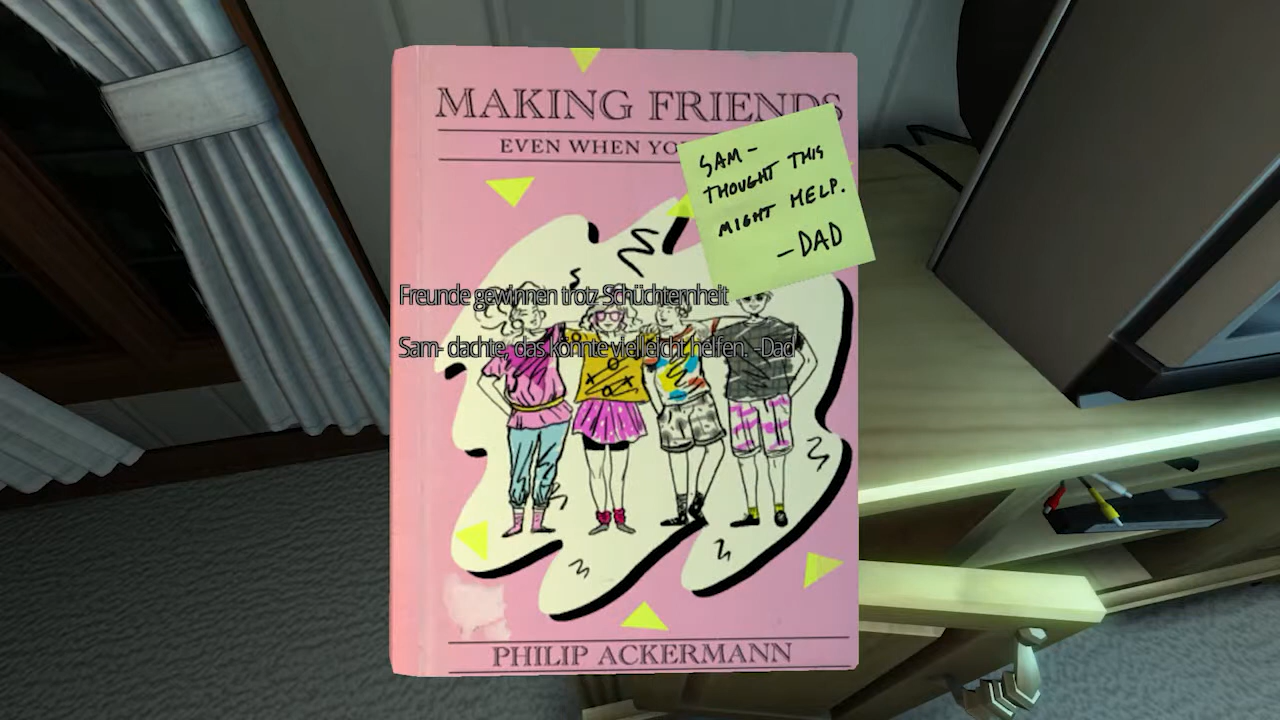 MAKING FRIENDS
EVEN WHEN YO
SAM-
THOUGHT THIS
MIGHT HELP.
-DAD
Freunde gewinnen trotz Schüchternheit
Sam- dachte, das könnte vielleicht helfen. -Dad
PHILIP ACKERMANN